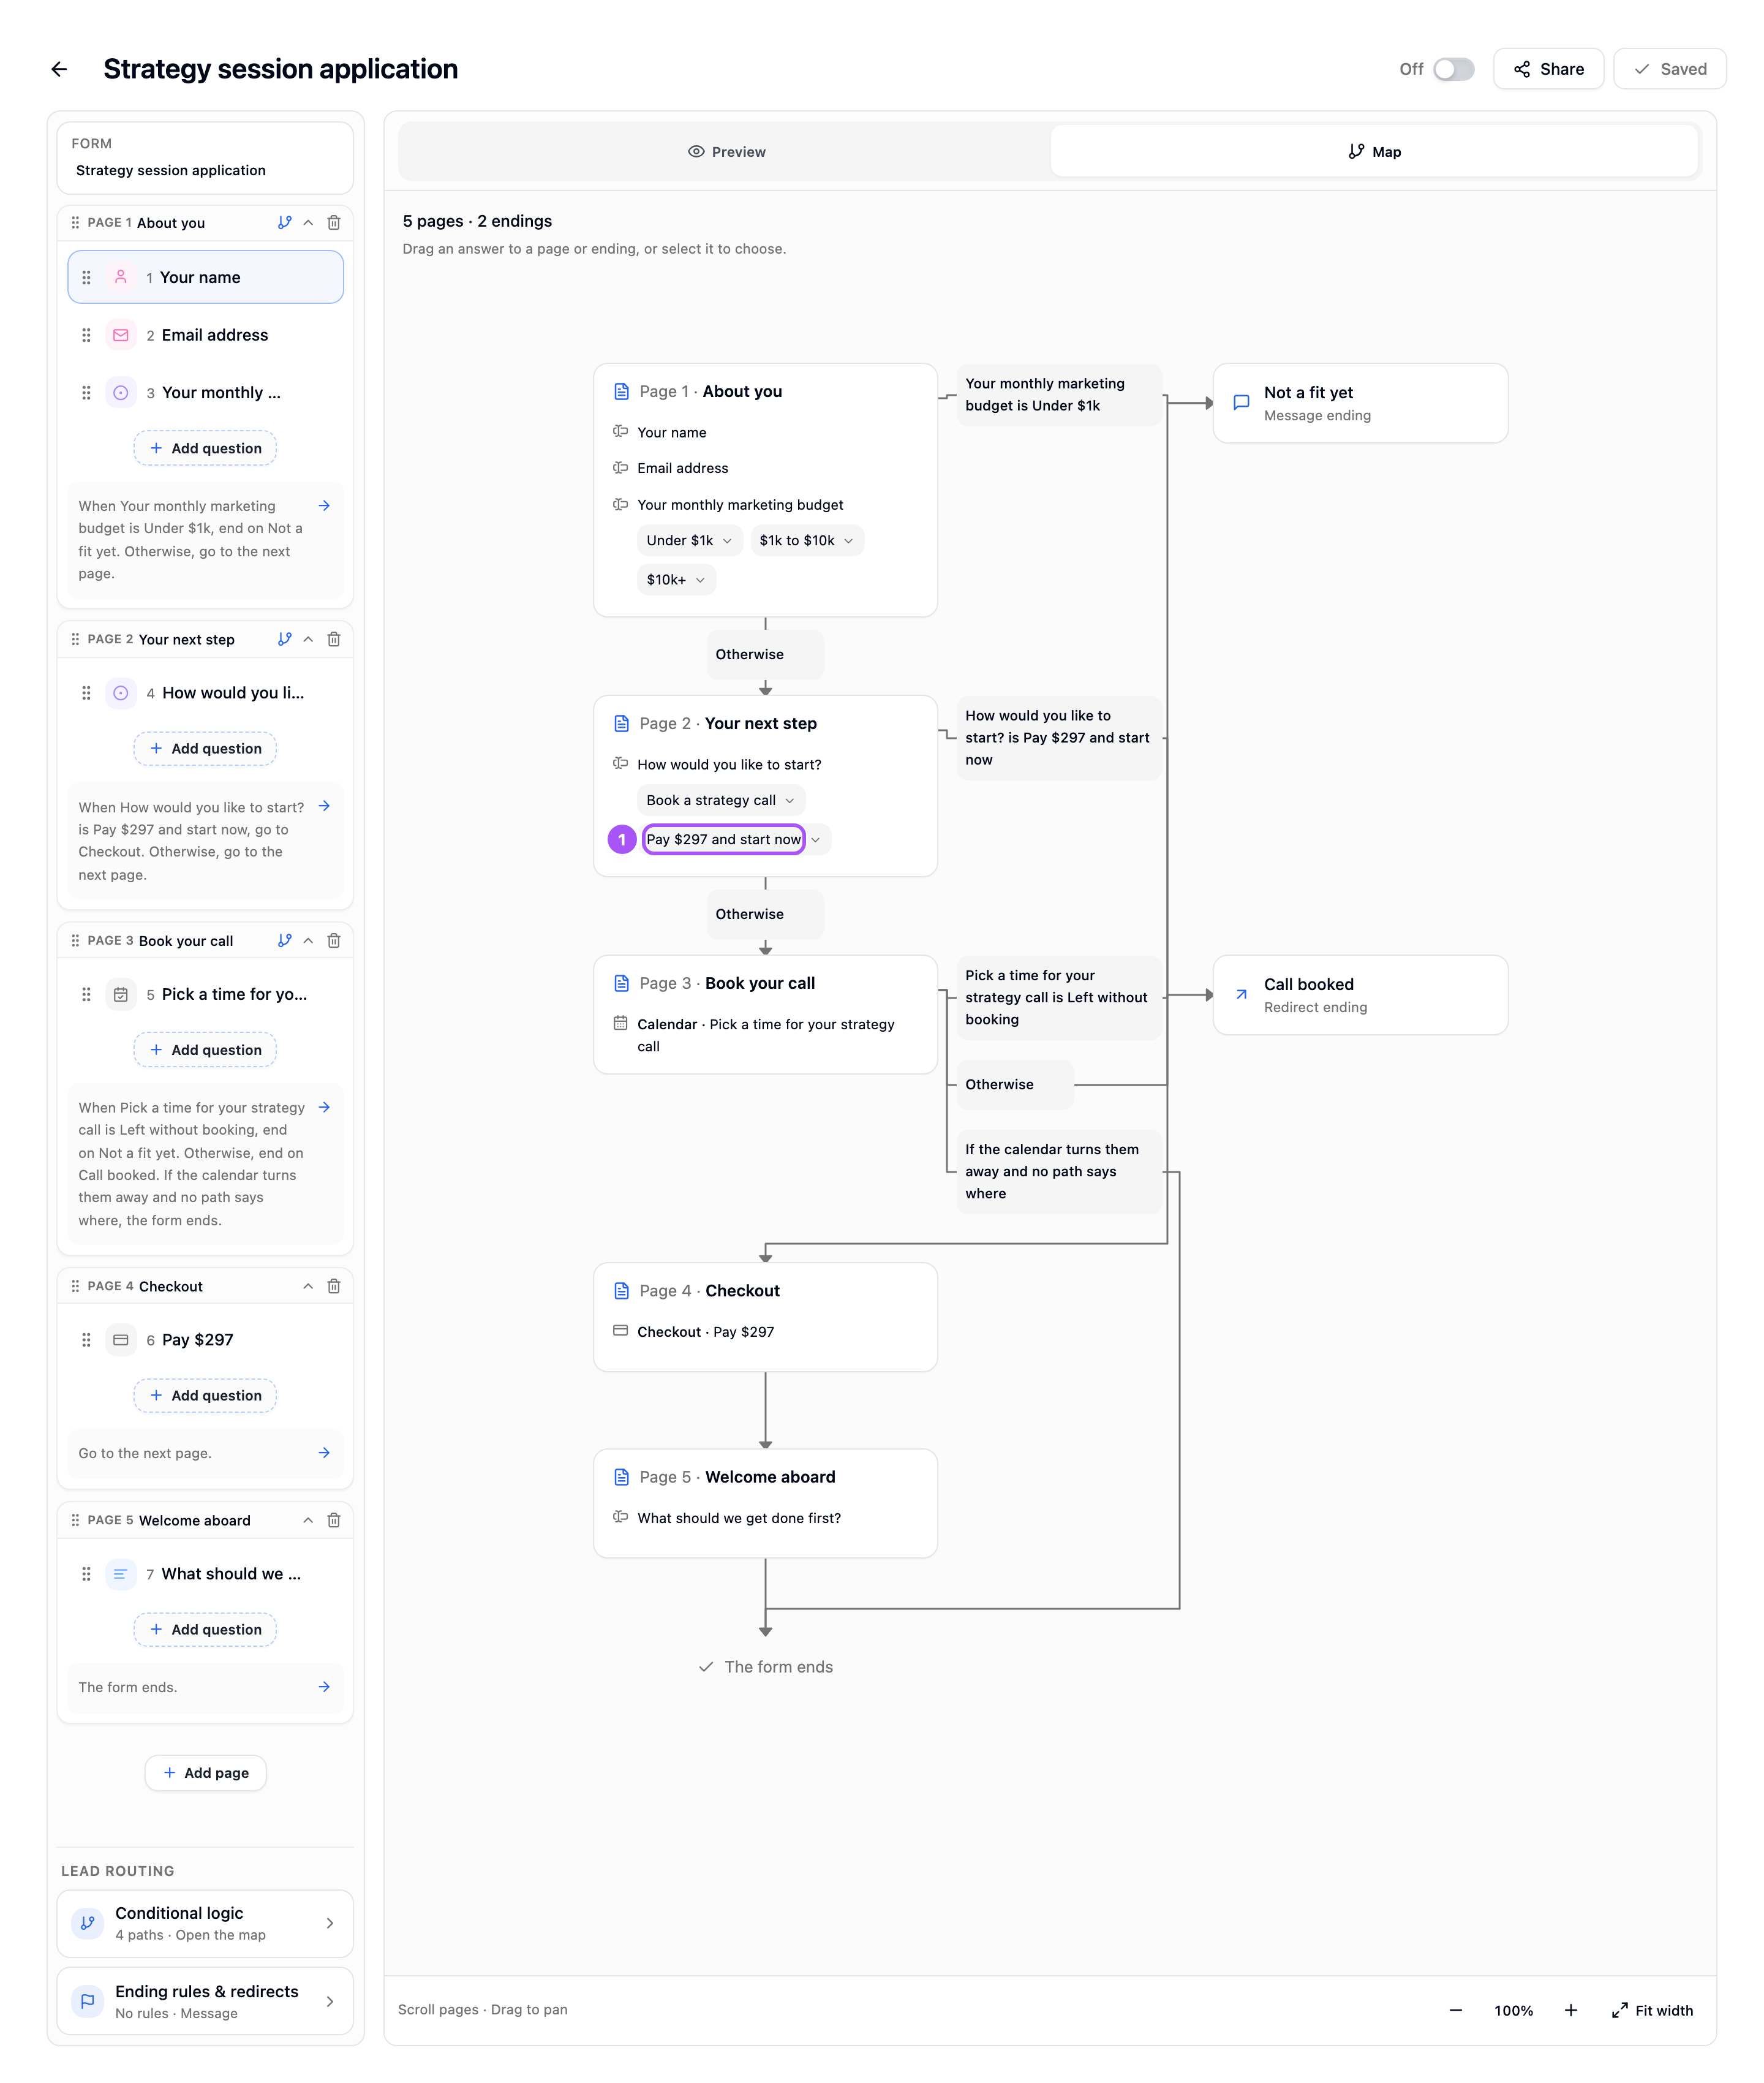 Strategy session application
Off
Share
Saved
FORM
Strategy session application
PAGE 1 About you
1 Your name
2 Email address
3 Your monthly ...
Add question
When Your monthly marketing
budget is Under $1k, end on Not a
fit yet. Otherwise, go to the next
page.
PAGE 2 Your next step
4 How would you li...
Add question
When How would you like to start?
is Pay $297 and start now, go to
Checkout. Otherwise, go to the
next page.
PAGE 3 Book your call
5 Pick a time for yo...
Add question
When Pick a time for your strategy
call is Left without booking, end
on Not a fit yet. Otherwise, end on
Call booked. If the calendar turns
them away and no path says
where, the form ends.
PAGE 4 Checkout
6 Pay $297
Add question
Go to the next page.
PAGE 5 Welcome aboard
7 What should we ...
Add question
The form ends.
Add page
LEAD ROUTING
Conditional logic
4 paths · Open the map
Ending rules & redirects
No rules · Message
Preview
Map
5 pages · 2 endings
Drag an answer to a page or ending, or select it to choose.
Page 1 · About you
Your name
Email address
Your monthly marketing budget
Under $1k
$1k to $10k
$10k+
Your monthly marketing
budget is Under $1k
Not a fit yet
Message ending
Otherwise
Page 2 · Your next step
How would you like to start?
Book a strategy call
1
Pay $297 and start now
How would you like to
start? is Pay $297 and start
now
Otherwise
Page 3 · Book your call
Calendar · Pick a time for your strategy
call
Pick a time for your
strategy call is Left without
booking
Call booked
Redirect ending
Otherwise
If the calendar turns them
away and no path says
where
Page 4 · Checkout
Checkout · Pay $297
Page 5 · Welcome aboard
What should we get done first?
The form ends
Scroll pages · Drag to pan
100%
Fit width